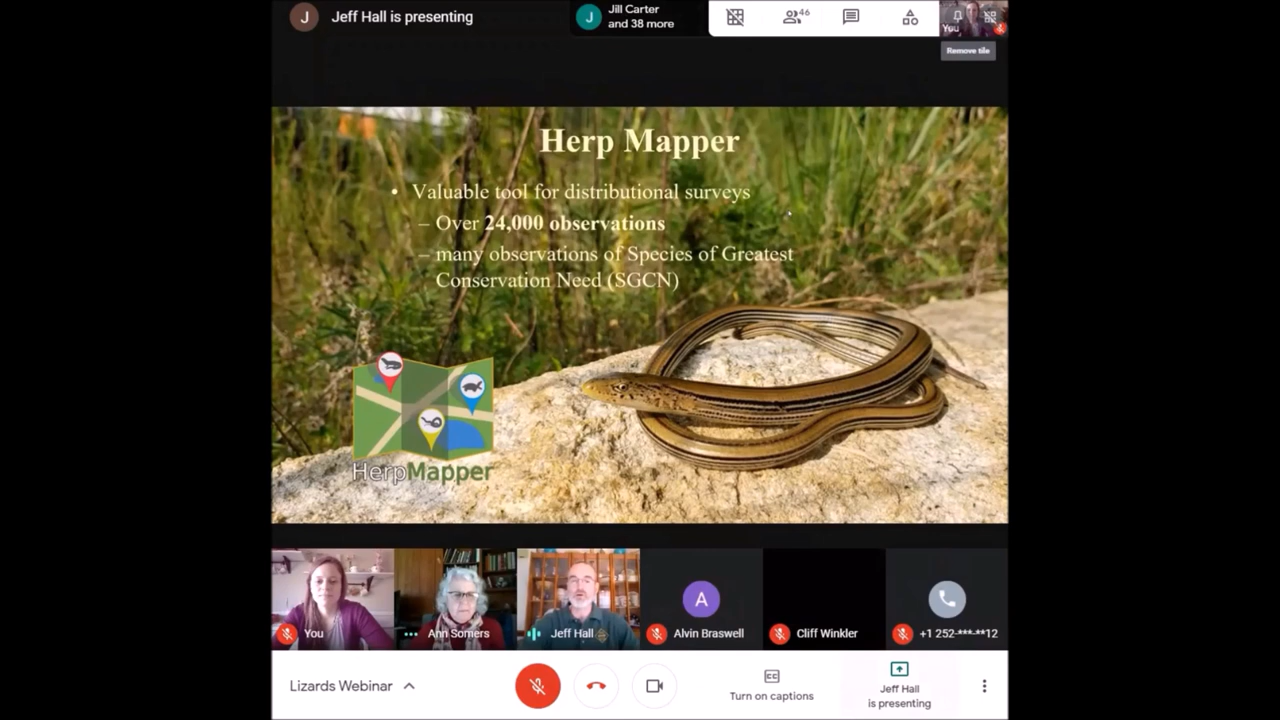 J
Jeff Hall is presenting
J
Jill Carter
and 38 more
46
You
Remove tile
Herp Mapper
• Valuable tool for distributional surveys
– Over 24,000 observations
– many observations of Species of Greatest
Conservation Need (SGCN)
HerpMapper
You
Ann Somers
Jeff Hall
A
Alvin Braswell
Cliff Winkler
+1 252-***-**12
Lizards Webinar
CC
Turn on captions
Jeff Hall
is presenting